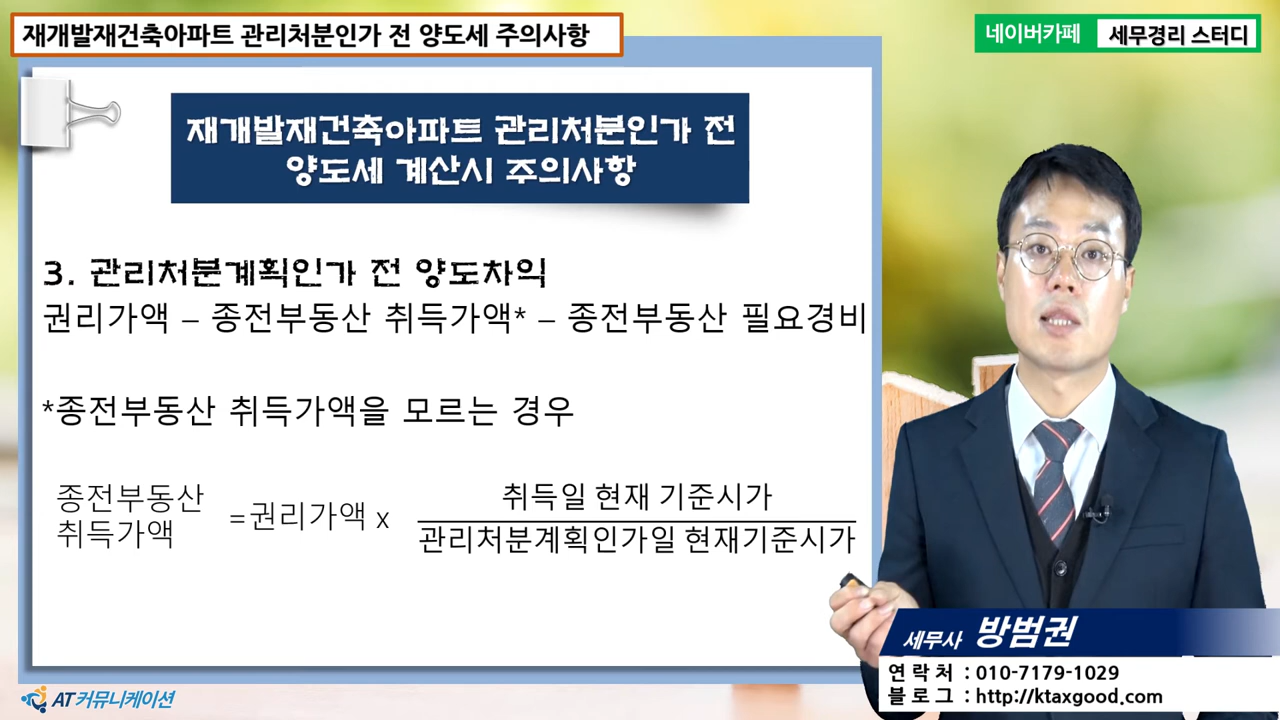 재개발재건축아파트 관리처분인가 전 양도세 주의사항
네이버카페 세무경리 스터디
재개발재건축아파트 관리처분인가 전
양도세 계산시 주의사항
3. 관리처분계획인가 전 양도차익
권리가액 – 종전부동산 취득가액* – 종전부동산 필요경비
*종전부동산 취득가액을 모르는 경우
종전부동산
취득가액
=권리가액 x
취득일 현재 기준시가
관리처분계획인가일 현재기준시가
세무사 방범권
연 락 처 : 010-7179-1029
블 로 그 : http://ktaxgood.com
AT커뮤니케이션